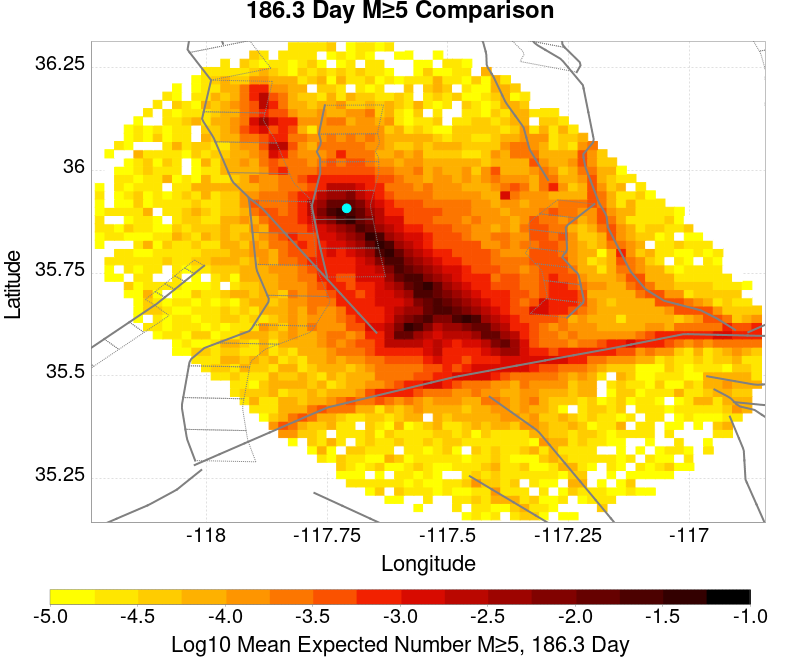 186.3 Day M≥5 Comparison
36.25
36
35.75
35.5
35.25
Latitude
-118 -117.75 -117.5 -117.25 -117
Longitude
-5.0 -4.5 -4.0 -3.5 -3.0 -2.5 -2.0 -1.5 -1.0
Log10 Mean Expected Number M≥5, 186.3 Day